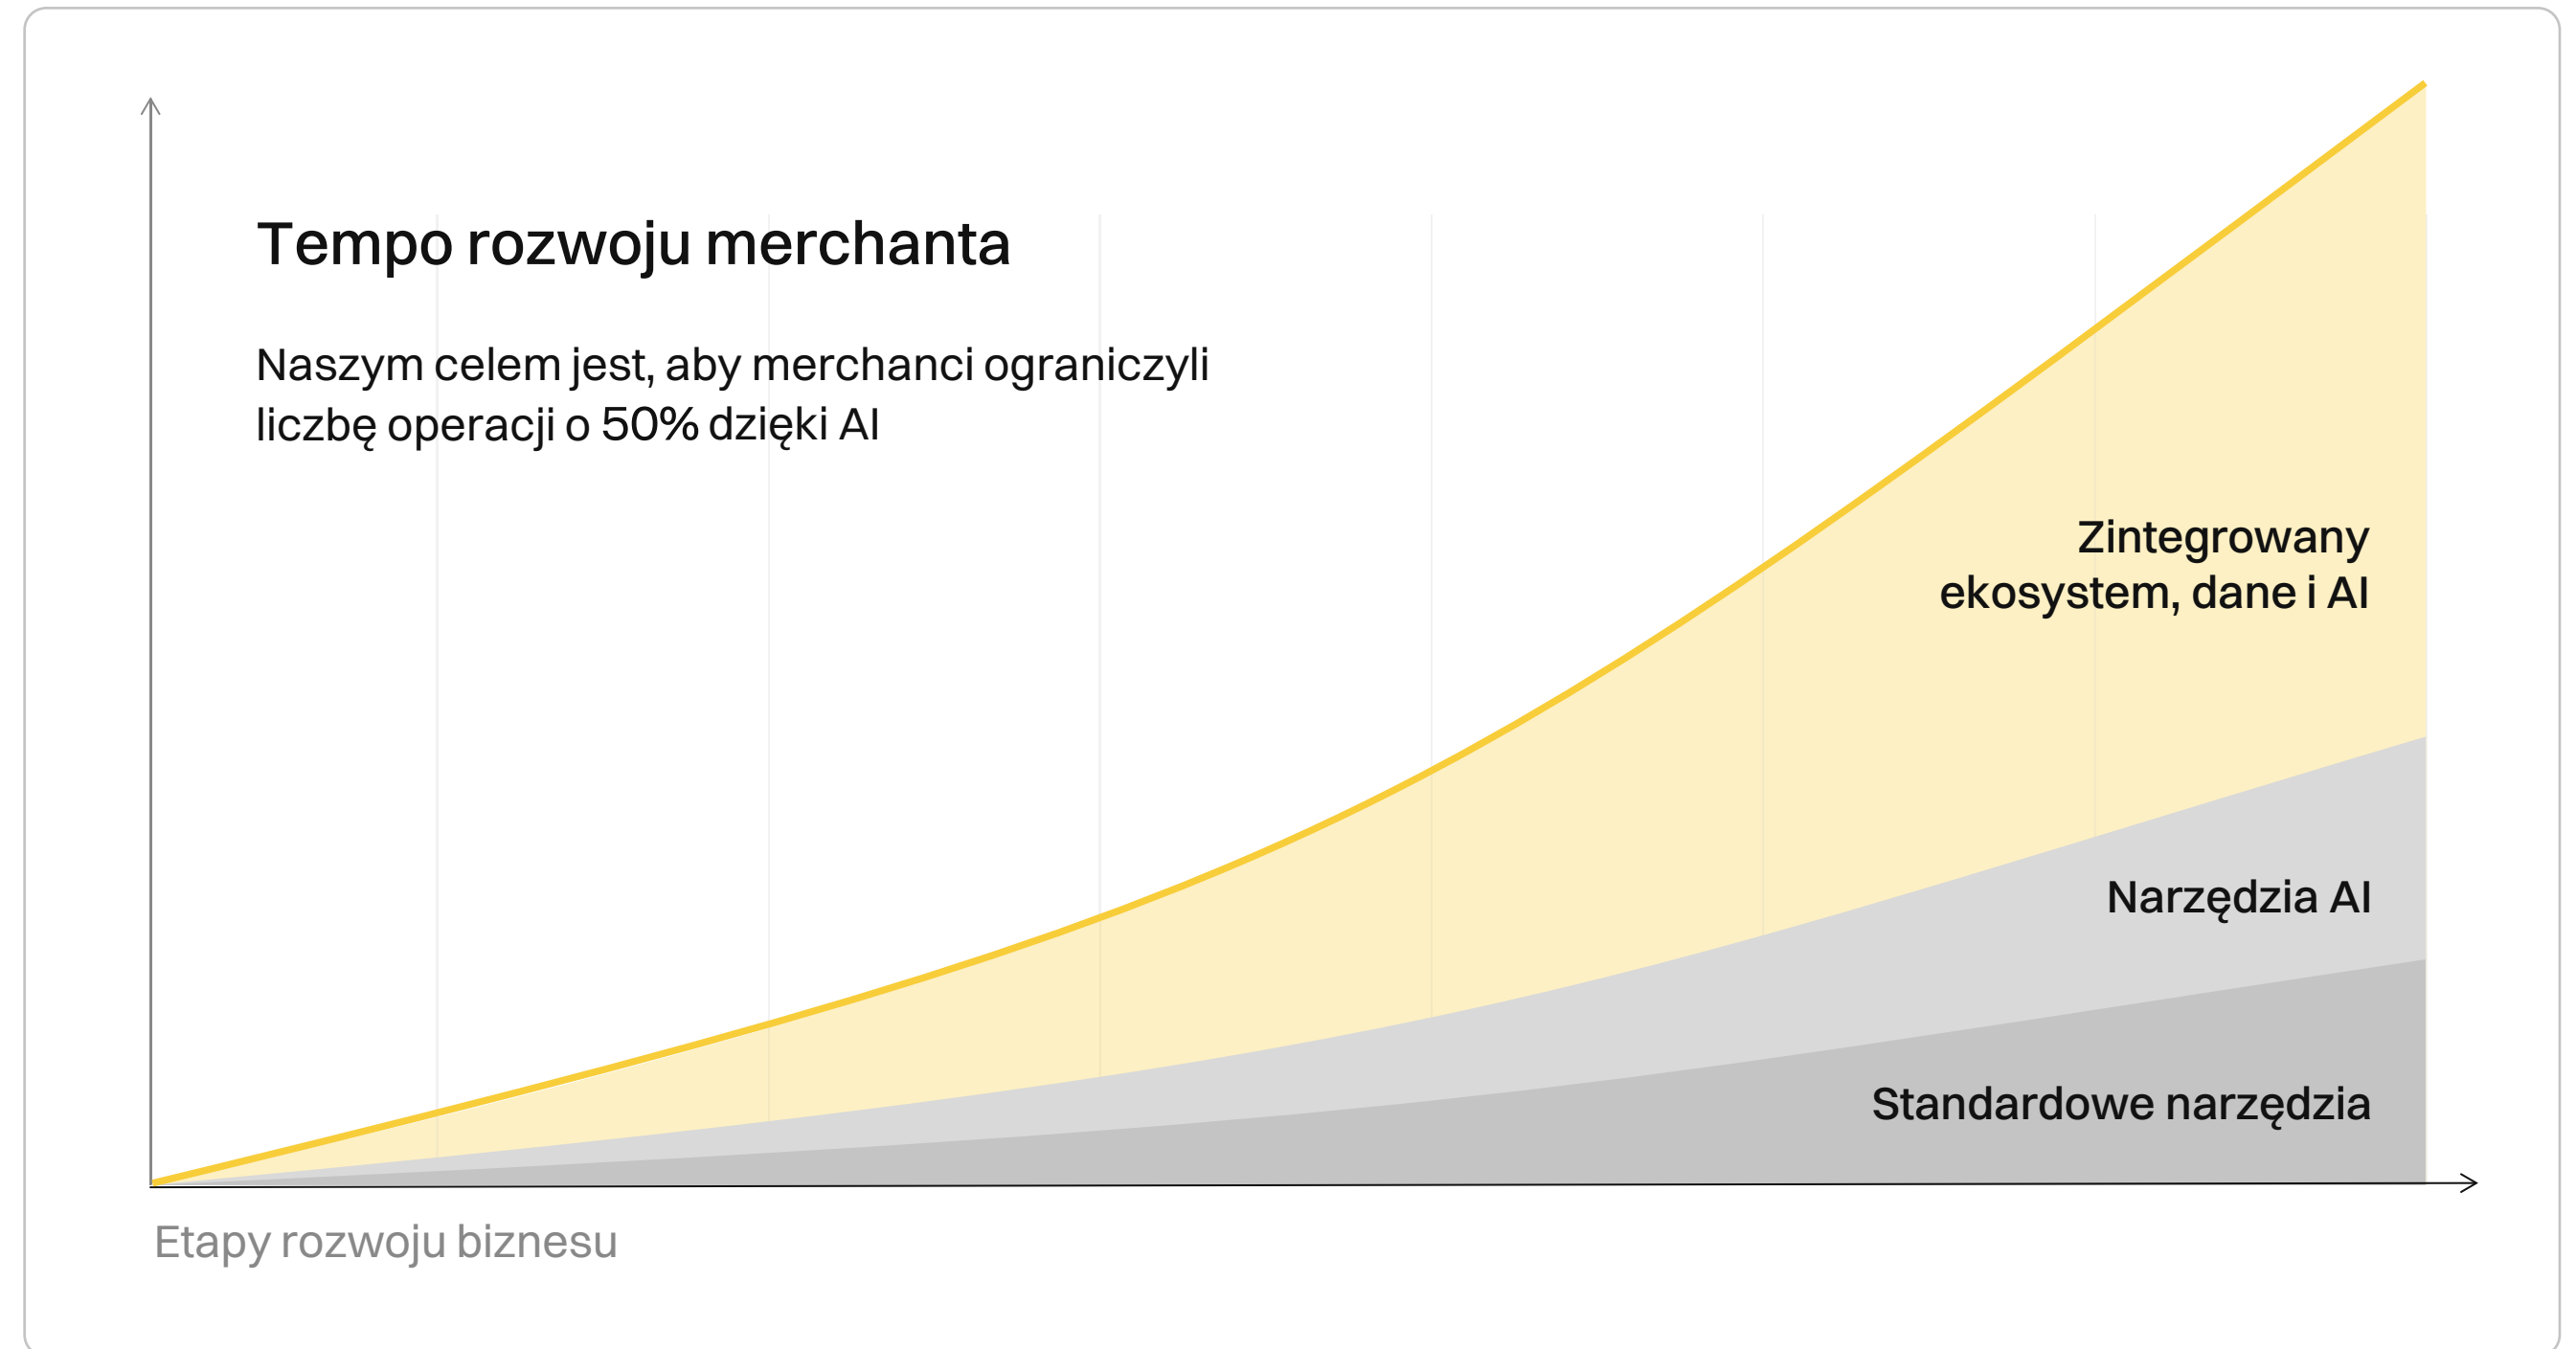 Tempo rozwoju merchanta
Naszym celem jest, aby merchanci ograniczyli
liczbę operacji o 50% dzięki AI
Zintegrowany
ekosystem, dane i AI
Narzędzia AI
Standardowe narzędzia
Etapy rozwoju biznesu